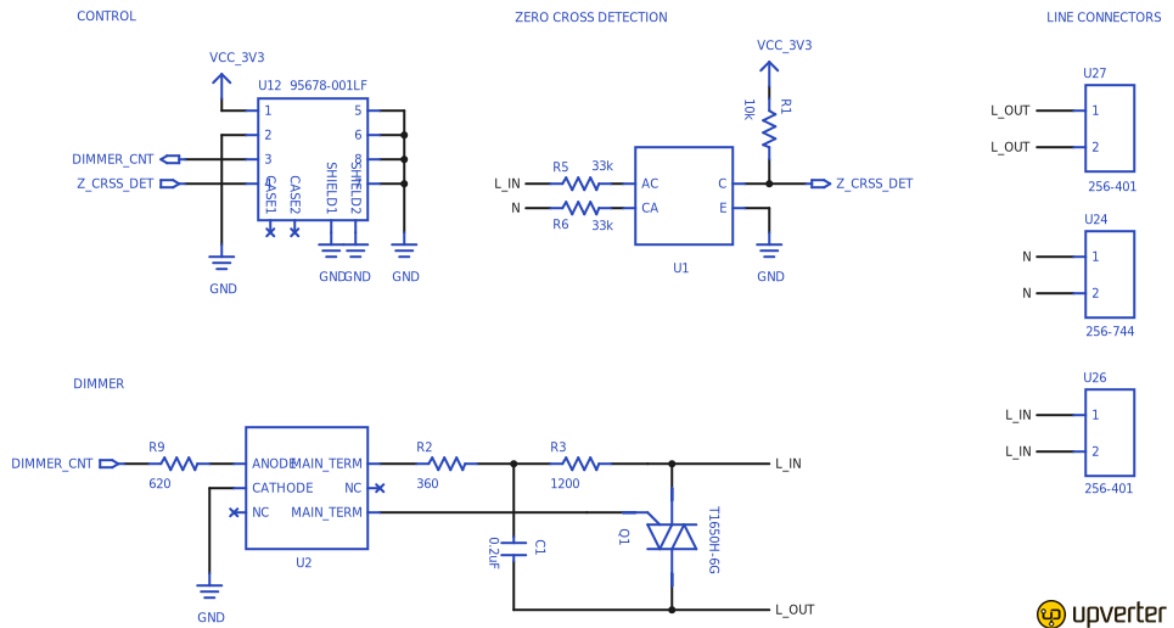 CONTROL
ZERO CROSS DETECTION
LINE CONNECTORS
VCC_3V3
U12 95678-001LF
1 5
2 6
DIMMER_CNT 3 8
Z_CRSS_DET 4 7
CASE1
CASE2
SHIELD1
SHIELD2
GND
GND
GND
GND
VCC_3V3
R1
10k
R5 33k
L_IN AC C Z_CRSS_DET
N CA E
R6 33k
U1
GND
U27
L_OUT 1
L_OUT 2
256-401
U24
N 1
N 2
256-744
U26
L_IN 1
L_IN 2
256-401
DIMMER
R9 R2 R3
DIMMER_CNT ANODE MAIN_TERM L_IN
620 360 1200
CATHODE NC
NC MAIN_TERM
U2
GND
C1
0.2uF
Q1
T1650H-6G
L_OUT
upverter